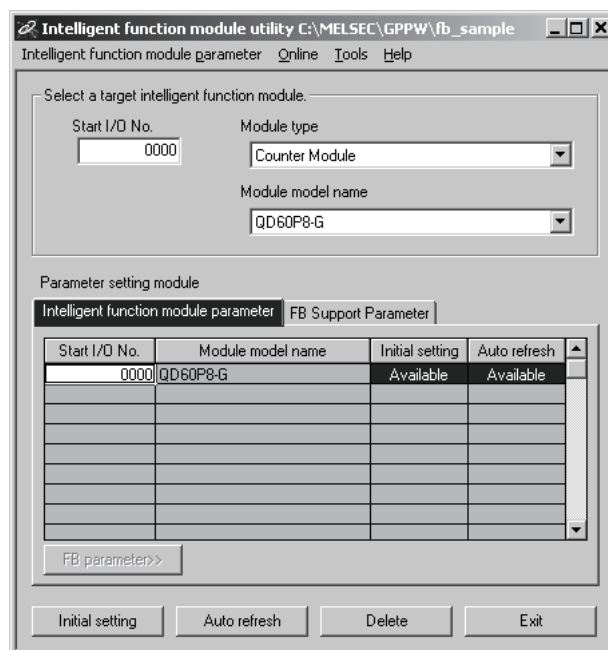 Intelligent function module utility C:\MELSEC\GPPW\fb_sample
Intelligent function module parameter Online Tools Help
Select a target intelligent function module.
Start I/O No. Module type
0000 Counter Module
Module model name
QD60P8-G
Parameter setting module
Intelligent function module parameter FB Support Parameter
Start I/O No. Module model name Initial setting Auto refresh
0000 QD60P8-G Available Available
FB parameter>>
Initial setting Auto refresh Delete Exit